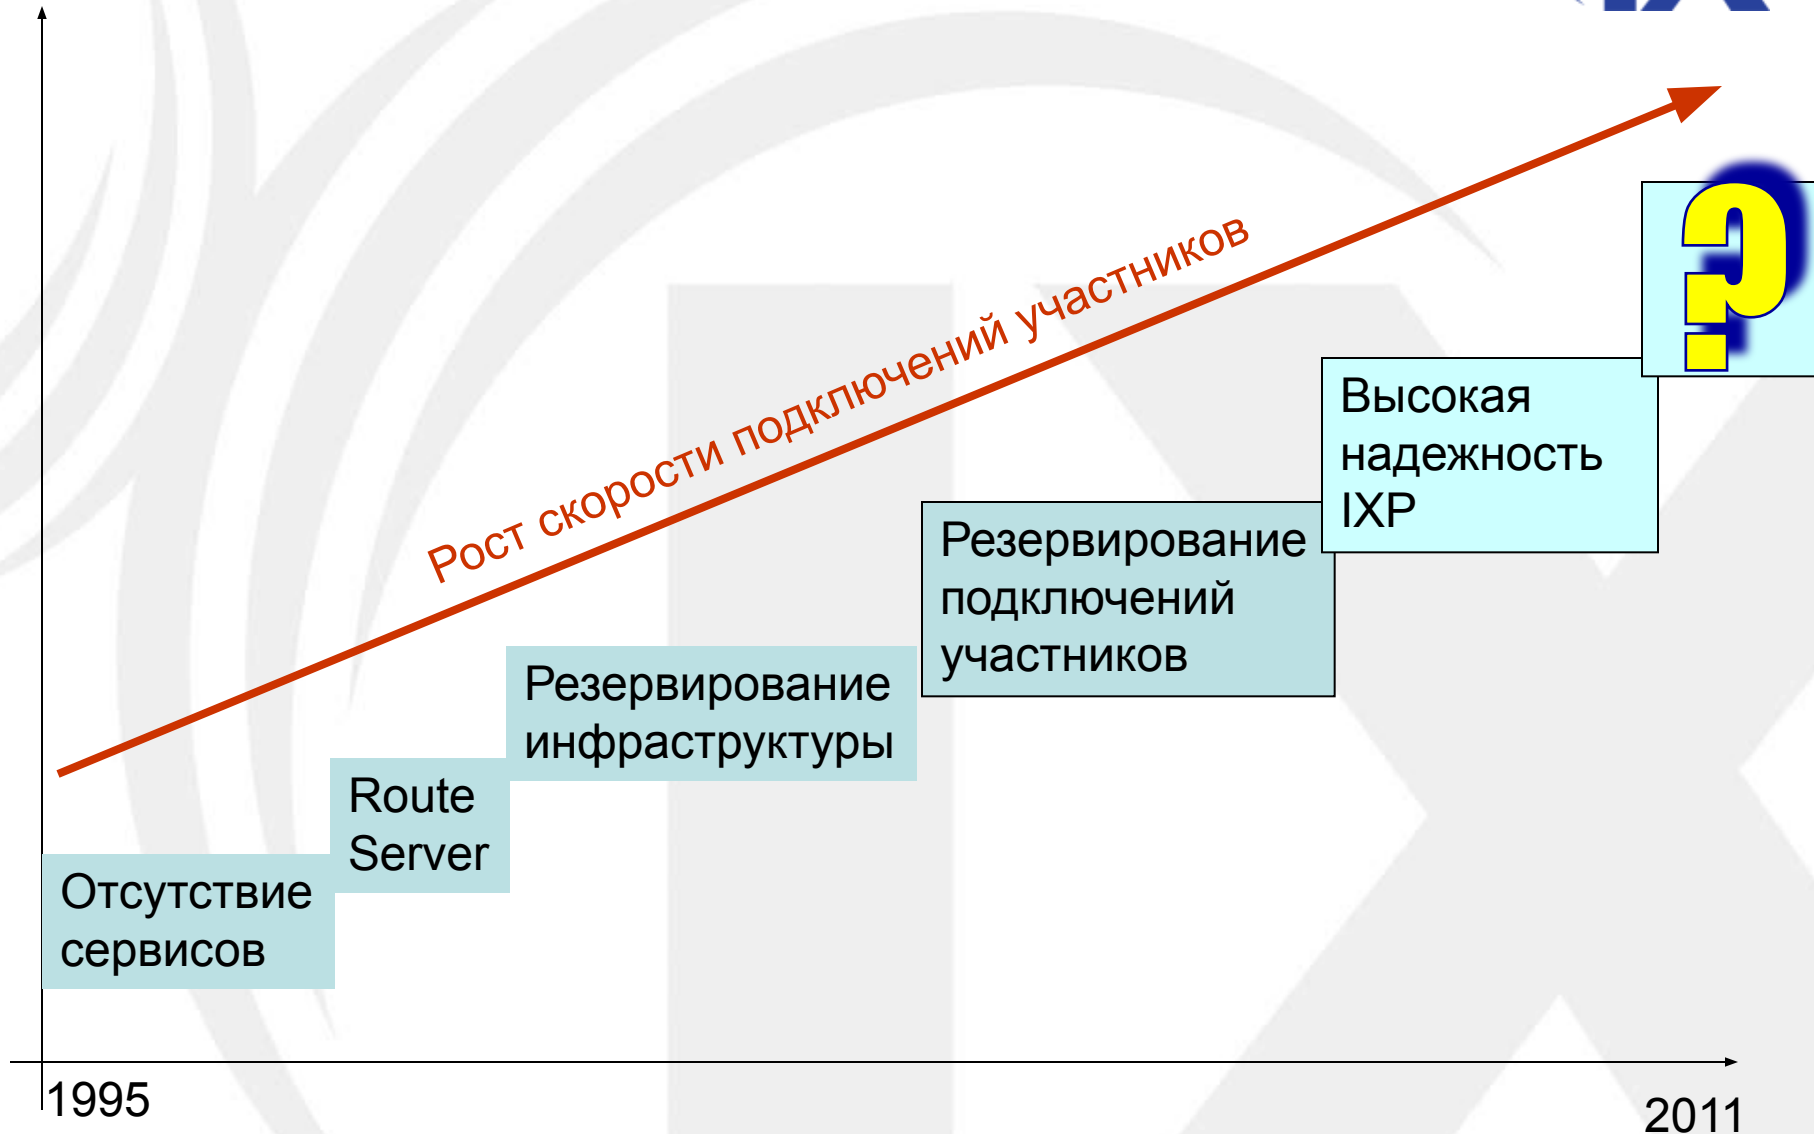 Рост скорости подключений участников
?
Высокая
надежность
IXP
Резервирование
подключений
участников
Резервирование
инфраструктуры
Route
Server
Отсутствие
сервисов
1995
2011